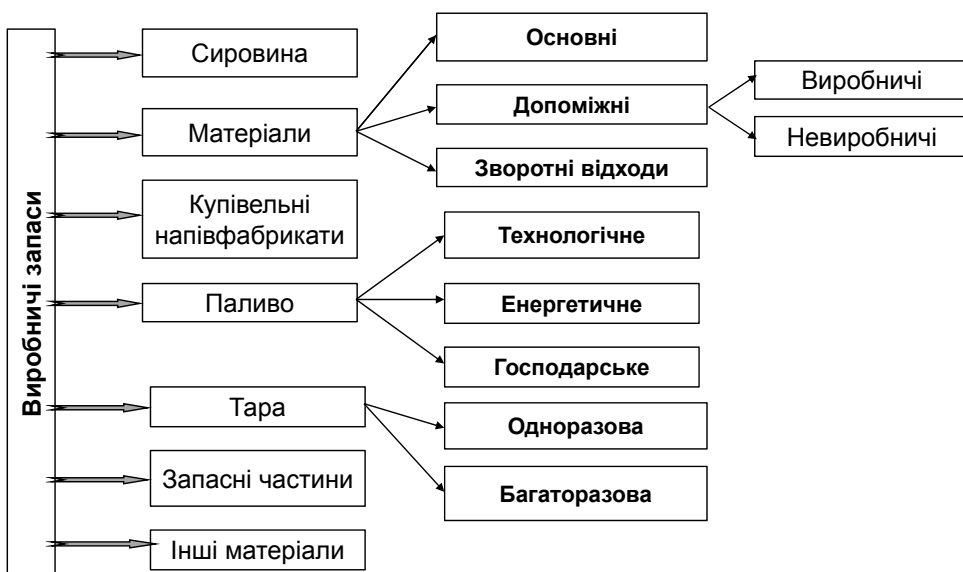 Виробничі запаси
Сировина
Матеріали
Купівельні
напівфабрикати
Паливо
Тара
Запасні частини
Інші матеріали
Основні
Допоміжні
Зворотні відходи
Технологічне
Енергетичне
Господарське
Одноразова
Багаторазова
Виробничі
Невиробничі